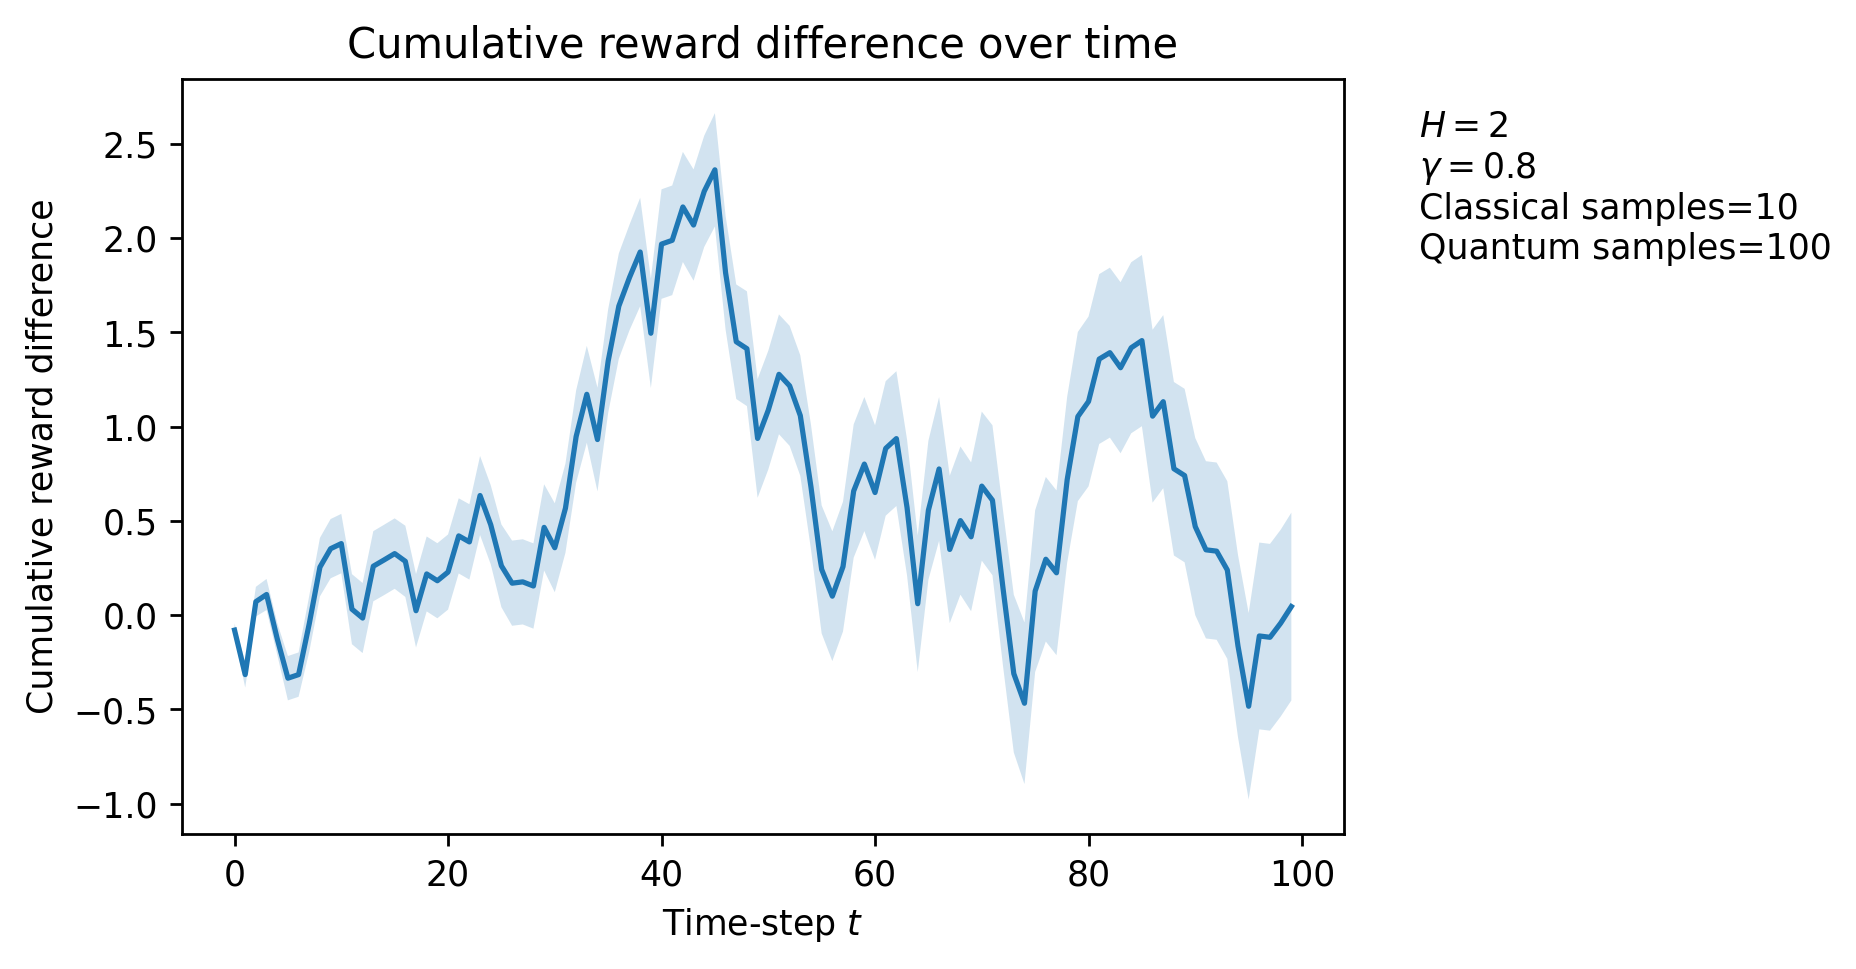 Cumulative reward difference over time
Cumulative reward difference
2.5
2.0
1.5
1.0
0.5
0.0
−0.5
−1.0
0 20 40 60 80 100
Time-step t
H = 2
γ = 0.8
Classical samples=10
Quantum samples=100